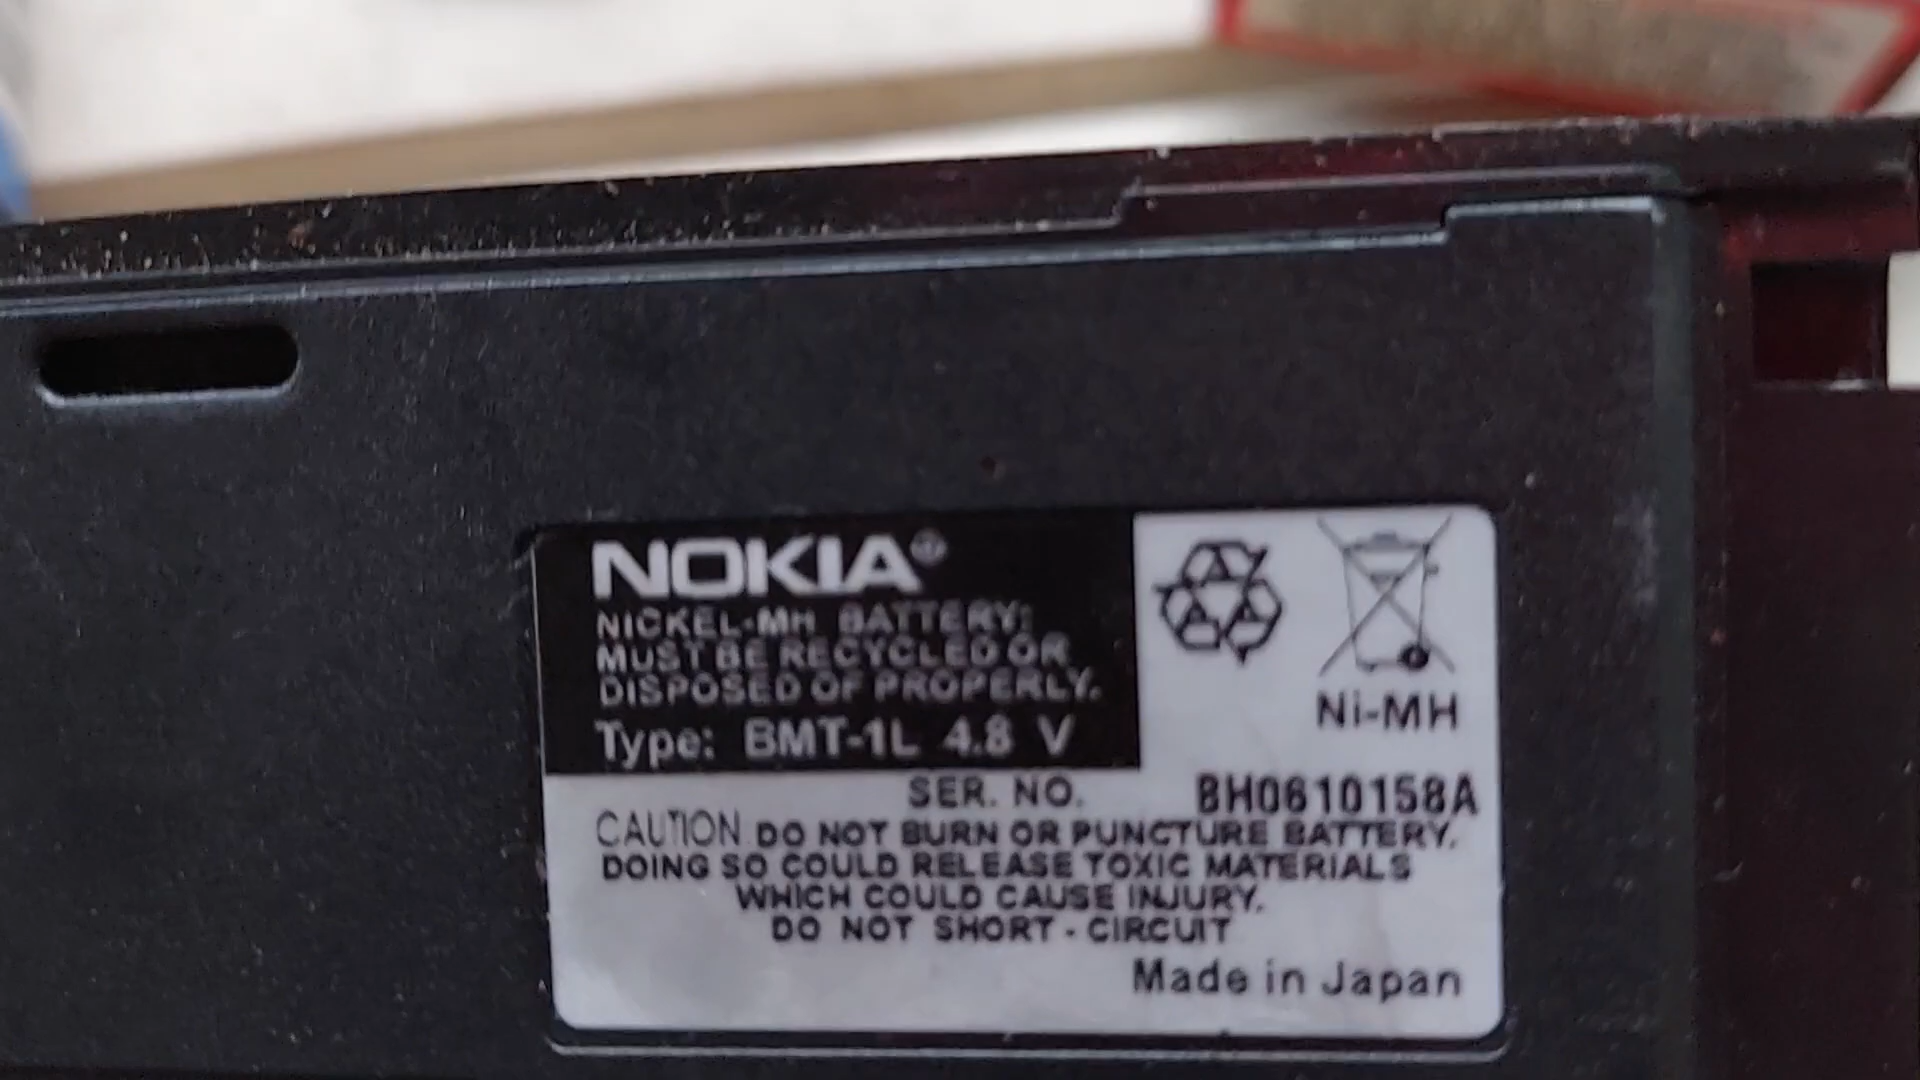 NOKIA®
NICKEL-MH BATTERY:
MUST BE RECYCLED OR
DISPOSED OF PROPERLY.
Type: BMT-1L 4.8 V
Ni-MH
SER. NO. BH0610158A
CAUTION. DO NOT BURN OR PUNCTURE BATTERY.
DOING SO COULD RELEASE TOXIC MATERIALS
WHICH COULD CAUSE INJURY.
DO NOT SHORT - CIRCUIT
Made in Japan